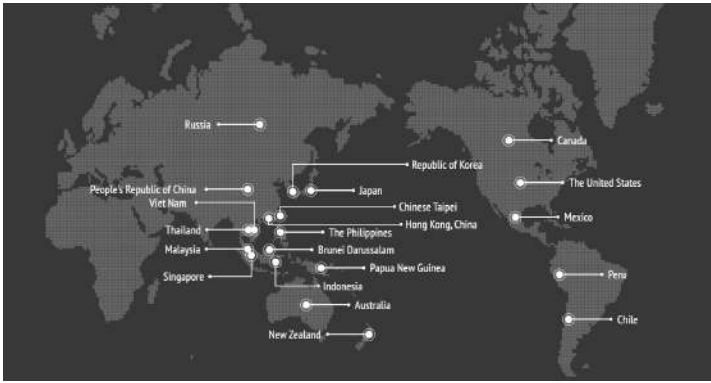 Russia
Canada
Republic of Korea
People's Republic of China
Japan
The United States
Viet Nam
Chinese Taipei
Mexico
Hong Kong, China
Thailand
The Philippines
Malaysia
Brunei Darussalam
Papua New Guinea
Singapore
Peru
Indonesia
Australia
Chile
New Zealand